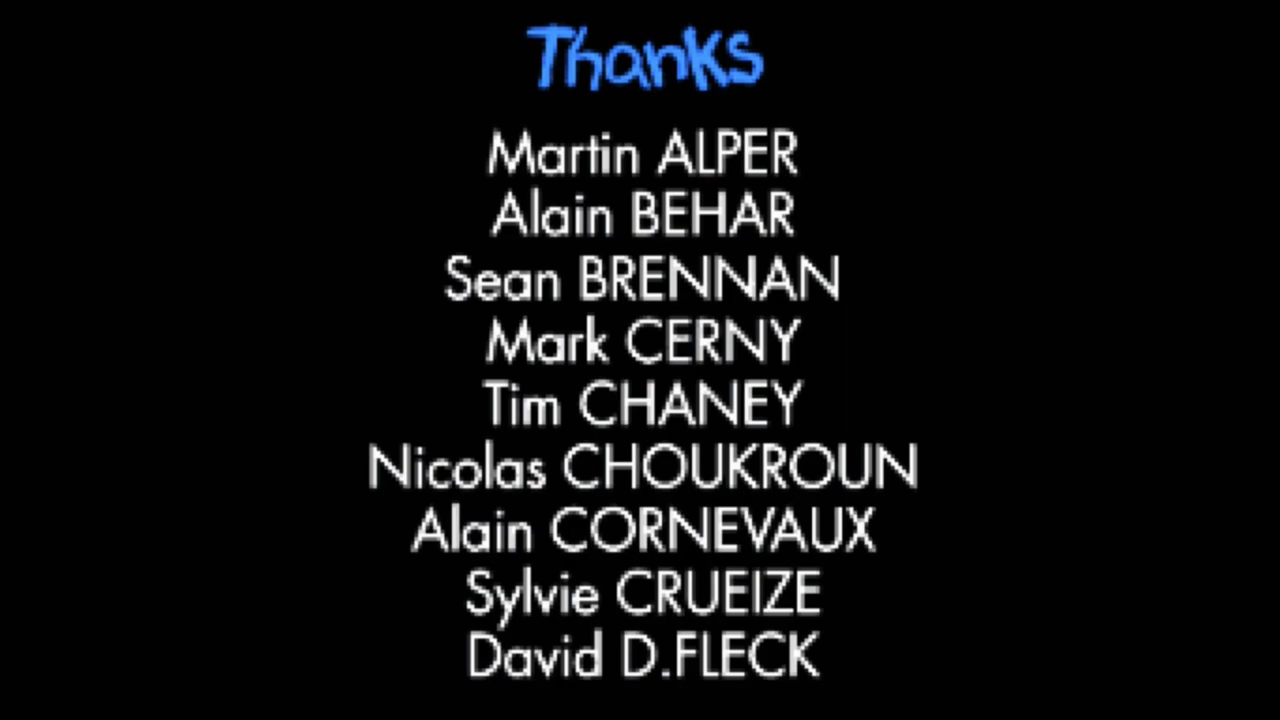 Thanks
Martin ALPER
Alain BEHAR
Sean BRENNAN
Mark CERNY
Tim CHANEY
Nicolas CHOUKROUN
Alain CORNEVAUX
Sylvie CRUEIZE
David D.FLECK